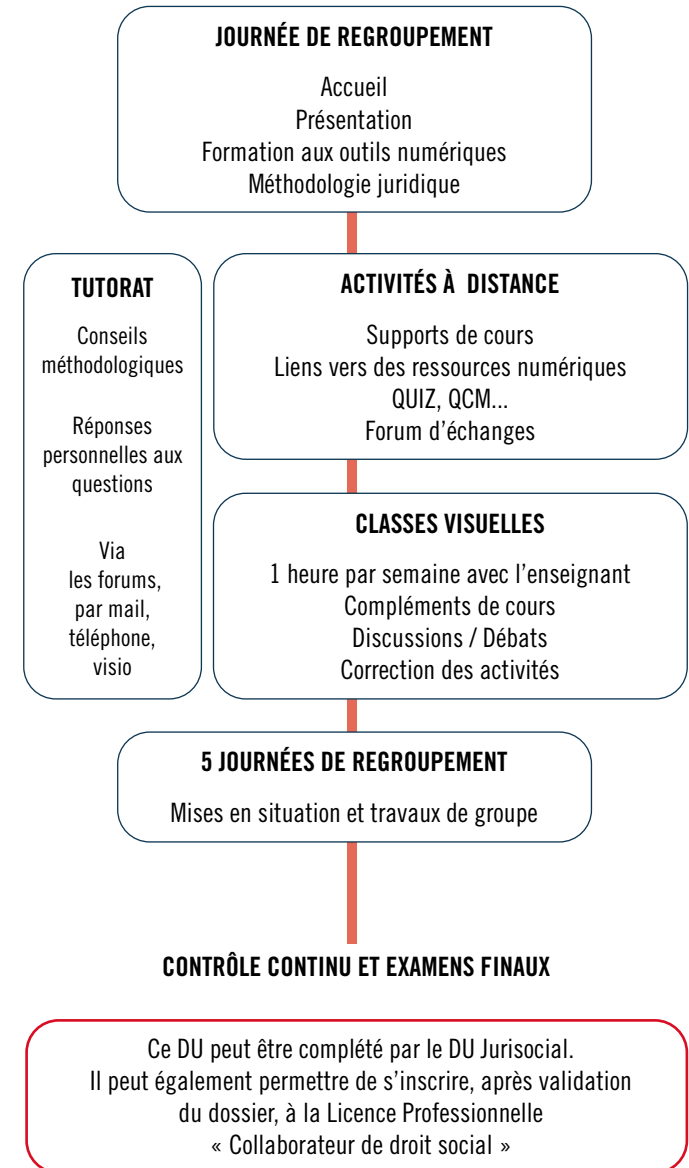 JOURNÉE DE REGROUPEMENT
Accueil
Présentation
Formation aux outils numériques
Méthodologie juridique
TUTORAT
Conseils
méthodologiques
Réponses
personnelles aux
questions
Via
les forums,
par mail,
téléphone,
visio
ACTIVITÉS À DISTANCE
Supports de cours
Liens vers des ressources numériques
QUIZ, QCM...
Forum d’échanges
CLASSES VISUELLES
1 heure par semaine avec l’enseignant
Compléments de cours
Discussions / Débats
Correction des activités
5 JOURNÉES DE REGROUPEMENT
Mises en situation et travaux de groupe
CONTRÔLE CONTINU ET EXAMENS FINAUX
Ce DU peut être complété par le DU Jurisocial.
Il peut également permettre de s’inscrire, après validation
du dossier, à la Licence Professionnelle
« Collaborateur de droit social »